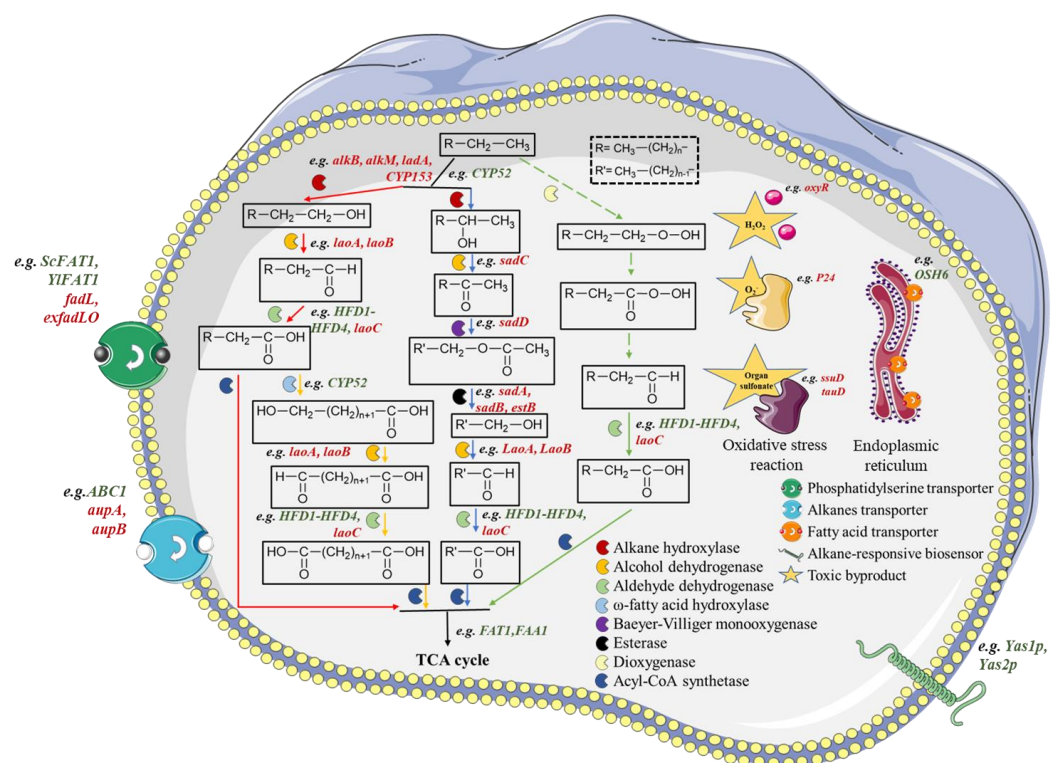 R−CH₂−CH₃
R= CH₃−(CH₂)n−
R'= CH₃−(CH₂)n-1−
e.g. alkB, alkM, ladA,
CYP153
e.g. CYP52
R−CH₂−CH₂−OH
R−CH−CH₃
OH
R−CH₂−CH₂−O−OH
e.g. oxyR
H₂O₂
e.g. laoA, laoB
e.g. sadC
R−CH₂−C−H
O
R−C−CH₃
O
R−CH₂−C−O−OH
O
O₂⁻
e.g. P24
e.g. OSH6
e.g. ScFAT1,
YlFAT1
fadL,
exfadLO
e.g. HFD1-
HFD4, laoC
e.g. sadD
R−CH₂−C−OH
O
R'−CH₂−O−C−CH₃
O
R−CH₂−C−H
O
Organ
sulfonate
e.g. ssuD
tauD
e.g. CYP52
e.g. sadA,
sadB, estB
HO−CH₂−(CH₂)n+1−C−OH
O
R'−CH₂−OH
e.g. HFD1-HFD4,
laoC
Oxidative stress
reaction
Endoplasmic
reticulum
e.g. laoA, laoB
e.g. LaoA, LaoB
H−C−(CH₂)n+1−C−OH
O
O
R'−C−H
O
R−CH₂−C−OH
O
e.g. ABC1
aupA,
aupB
e.g. HFD1-HFD4,
laoC
e.g. HFD1-HFD4,
laoC
HO−C−(CH₂)n+1−C−OH
O
O
R'−C−OH
O
e.g. FAT1,FAA1
TCA cycle
Phosphatidylserine transporter
Alkanes transporter
Fatty acid transporter
Alkane-responsive biosensor
Toxic byproduct
Alkane hydroxylase
Alcohol dehydrogenase
Aldehyde dehydrogenase
ω-fatty acid hydroxylase
Baeyer-Villiger monooxygenase
Esterase
Dioxygenase
Acyl-CoA synthetase
e.g. Yas1p,
Yas2p